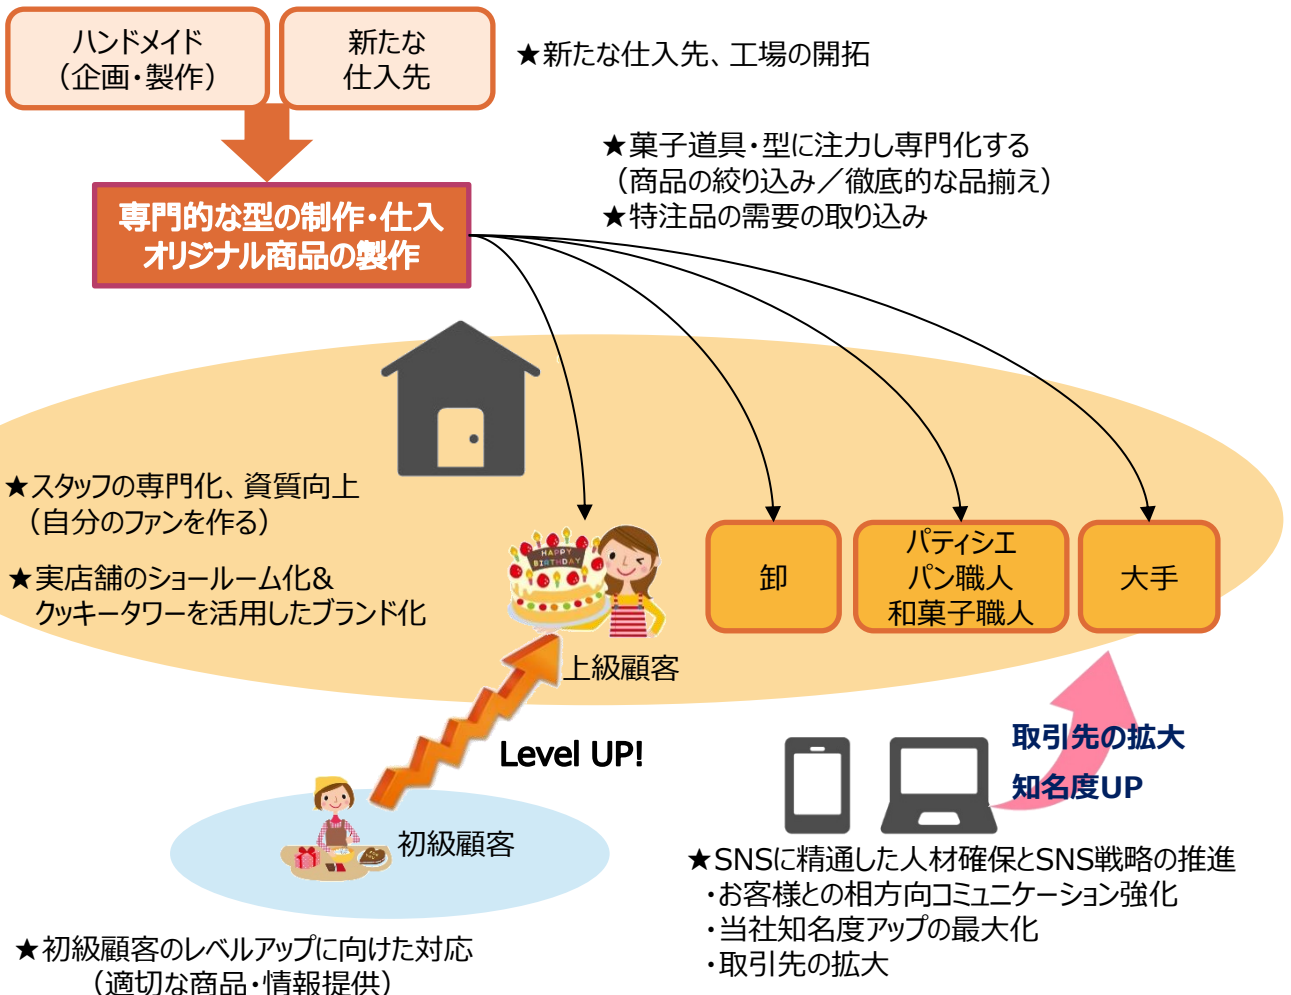 ハンドメイド
（企画・製作）
新たな
仕入先
★新たな仕入先、工場の開拓
★菓子道具・型に注力し専門化する
（商品の絞り込み／徹底的な品揃え）
★特注品の需要の取り込み
専門的な型の制作・仕入
オリジナル商品の製作
★スタッフの専門化、資質向上
（自分のファンを作る）
★実店舗のショールーム化&
クッキータワーを活用したブランド化
HAPPY
BIRTHDAY
上級顧客
卸
パティシエ
パン職人
和菓子職人
大手
Level UP!
初級顧客
取引先の拡大
知名度UP
★SNSに精通した人材確保とSNS戦略の推進
・お客様との相方向コミュニケーション強化
・当社知名度アップの最大化
・取引先の拡大
★初級顧客のレベルアップに向けた対応
（適切な商品・情報提供）